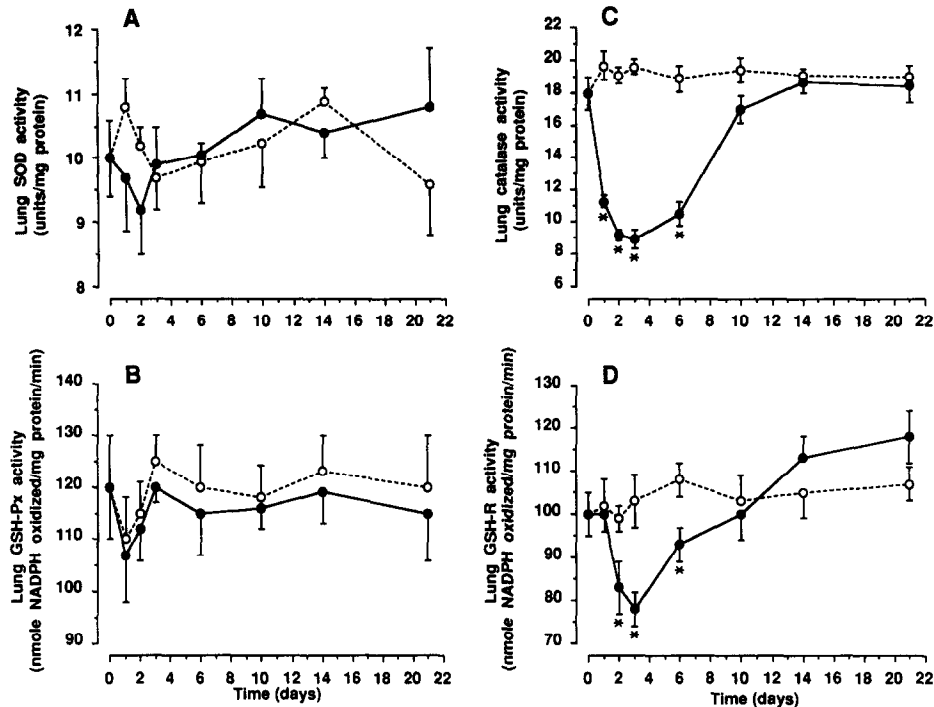 A
Lung SOD activity
(units/mg protein)
12
11
10
9
8
0 2 4 6 10 14 20 22
C
Lung catalase activity
(units/mg protein)
20
18
16
14
12
10
8
6
* * * *
0 2 4 6 8 10 12 14 16 18 20 22
B
Lung GSH-Px activity
(nmole NADPH oxidized/mg protein/min)
140
130
120
110
100
90
0 2 4 6 8 10 12 14 16 18 20 22
Time (days)
D
Lung GSH-R activity
(nmole NADPH oxidized/mg protein/min)
130
120
110
100
90
80
70
* * *
0 2 4 6 8 10 12 14 16 18 20 22
Time (days)